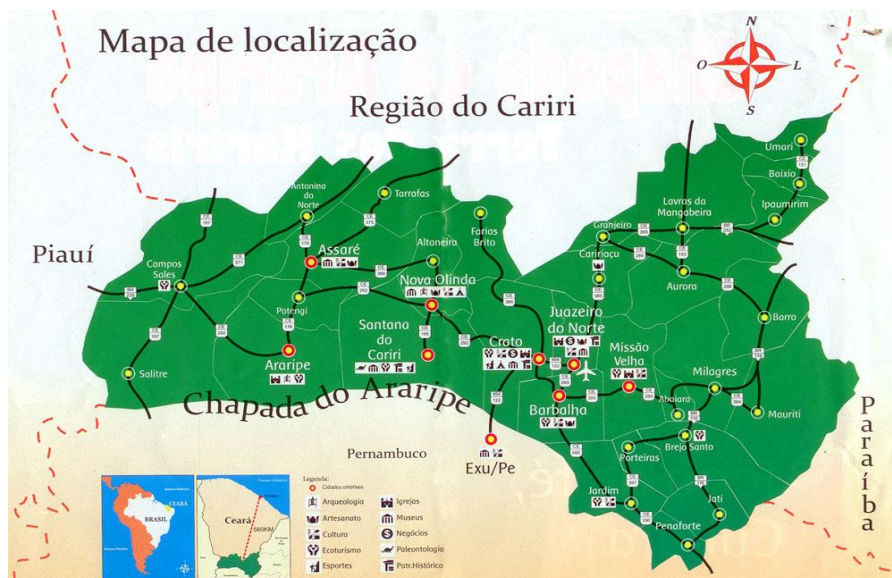 Mapa de localização
Região do Cariri
N
O
L
S
Piauí
Paraíba
Pernambuco
Chapada do Araripe
Umari
Baixio
Ipaumirim
Lavras da
Mangabeira
Granjeiro
Caririaçu
Aurora
Barro
Antonina
do
Norte
Tarrafas
Farias
Brito
Altoneira
Assaré
Campos
Sales
Potengi
Nova Olinda
Salitre
Araripe
Santana
do
Cariri
Crato
Juazeiro
do Norte
Missão
Velha
Barbalha
Milagres
Abaiara
Mauriti
Brejo Santo
Porteiras
Jardim
Jati
Penaforte
Exu/Pe
BRASIL
CEARÁ
Ceará
560KM
Legenda:
Cidades atrativas
Arqueologia
Artesanato
Cultura
Ecoturismo
Esportes
Igrejas
Museus
Negócios
Paleontologia
Patr.Histórico